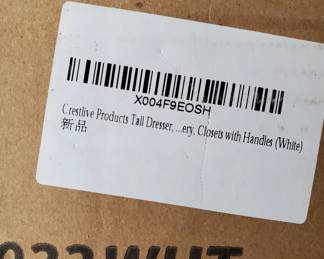 X004F9EOSH
Crestlive Products Tall Dresser, ...ery, Closets with Handles (White)
新品